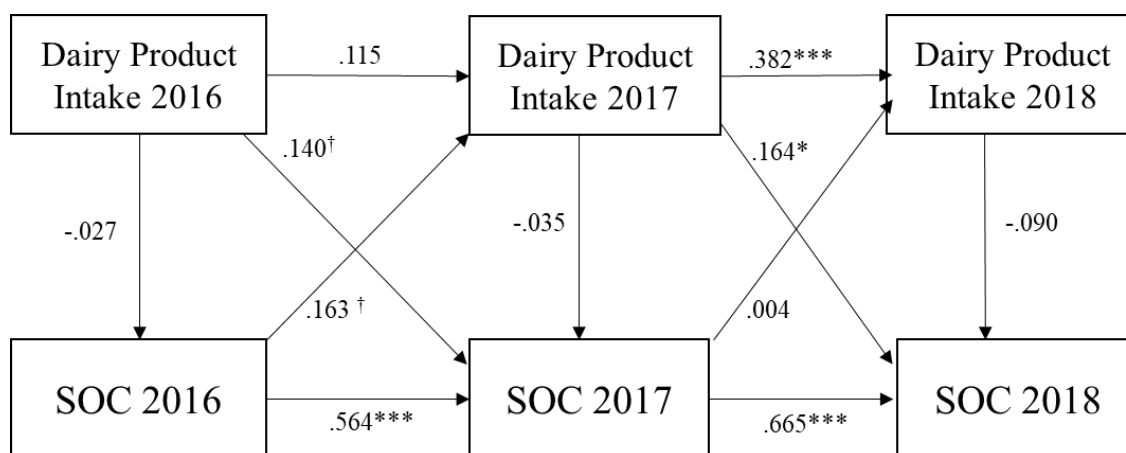 Dairy Product
Intake 2016
.115
Dairy Product
Intake 2017
.382***
Dairy Product
Intake 2018
.140†
.164*
-.027
-.035
-.090
.163 †
.004
SOC 2016
.564***
SOC 2017
.665***
SOC 2018